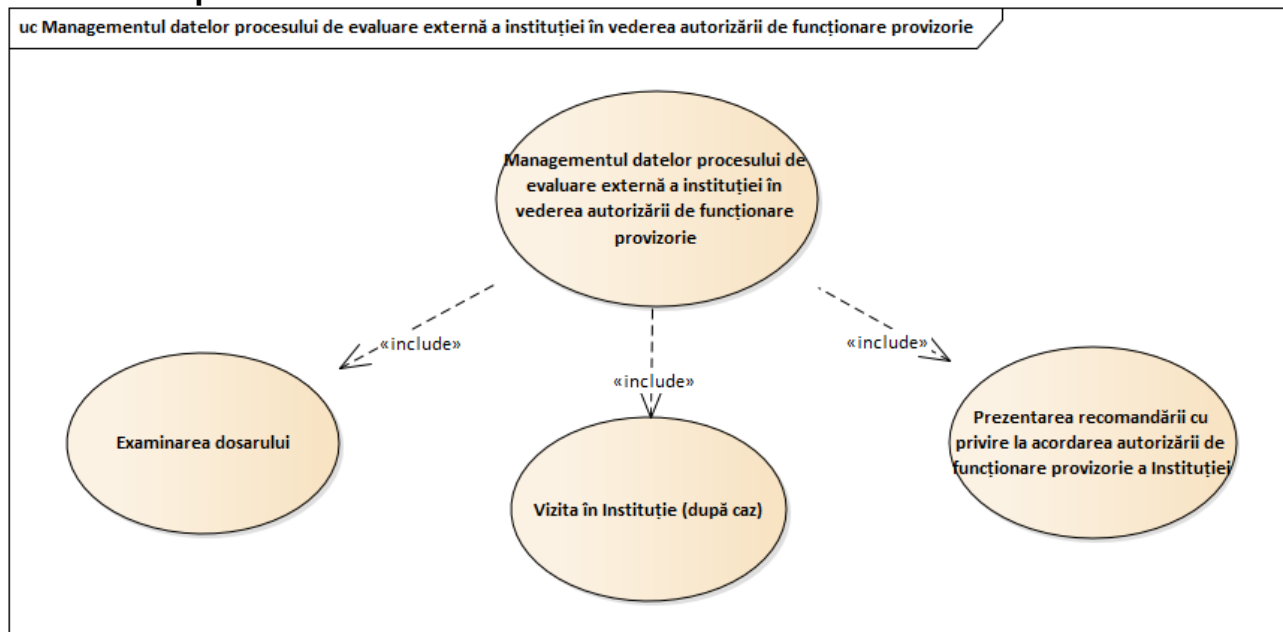 uc Managementul datelor procesului de evaluare externă a instituției în vederea autorizării de funcționare provizorie
Managementul datelor procesului de
evaluare externă a instituției în
vederea autorizării de funcționare
provizorie
«include»
«include»
«include»
Examinarea dosarului
Vizita în Instituție (după caz)
Prezentarea recomandării cu
privire la acordarea autorizării de
funcționare provizorie a Instituției